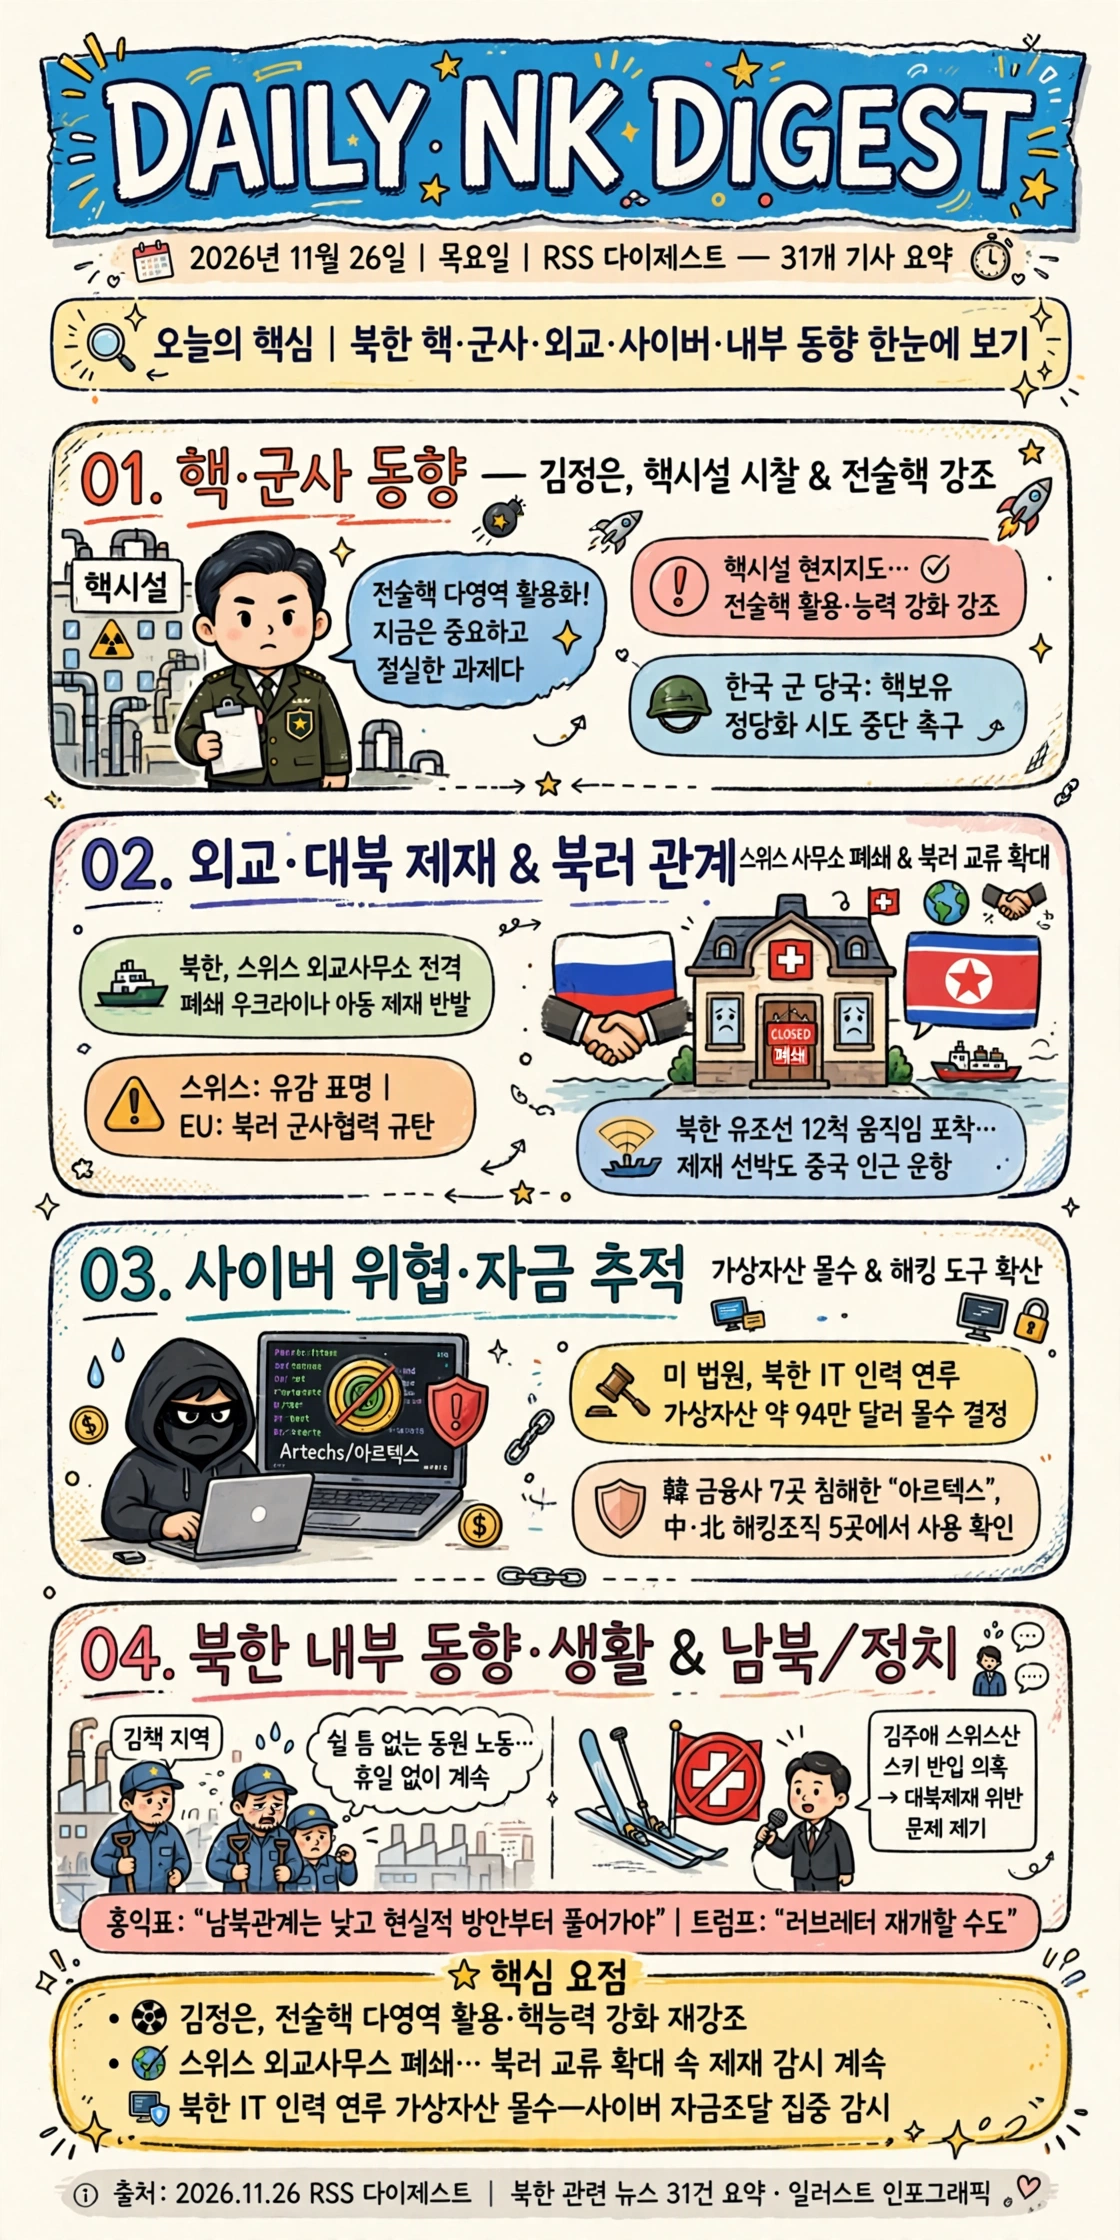 DAILY NK DIGEST
2026년 11월 26일 | 목요일 | RSS 다이제스트 — 31개 기사 요약
오늘의 핵심 | 북한 핵·군사·외교·사이버·내부 동향 한눈에 보기
01. 핵·군사 동향 — 김정은, 핵시설 시찰 & 전술핵 강조
핵시설
전술핵 다영역 활용화!
지금은 중요하고
절실한 과제다
핵시설 현지지도…
전술핵 활용·능력 강화 강조
한국 군 당국: 핵보유
정당화 시도 중단 촉구
02. 외교·대북 제재 & 북러 관계 스위스 사무소 폐쇄 & 북러 교류 확대
북한, 스위스 외교사무소 전격
폐쇄 우크라이나 아동 제재 반발
CLOSED
폐쇄
스위스: 유감 표명 |
EU: 북러 군사협력 규탄
북한 유조선 12척 움직임 포착…
제재 선박도 중국 인근 운항
03. 사이버 위협·자금 추적 가상자산 몰수 & 해킹 도구 확산
Artechs/아르텍스
미 법원, 북한 IT 인력 연루
가상자산 약 94만 달러 몰수 결정
韓 금융사 7곳 침해한 “아르텍스”,
中·北 해킹조직 5곳에서 사용 확인
04. 북한 내부 동향·생활 & 남북/정치
김책 지역
쉴 틈 없는 동원 노동…
휴일 없이 계속
김주애 스위스산
스키 반입 의혹
→ 대북제재 위반
문제 제기
홍익표: “남북관계는 낮고 현실적 방안부터 풀어가야” | 트럼프: “러브레터 재개할 수도”
핵심 요점
• 김정은, 전술핵 다영역 활용·핵능력 강화 재강조
• 스위스 외교사무스 폐쇄… 북러 교류 확대 속 제재 감시 계속
북한 IT 인력 연루 가상자산 몰수—사이버 자금조달 집중 감시
출처: 2026.11.26 RSS 다이제스트 | 북한 관련 뉴스 31건 요약 · 일러스트 인포그래픽